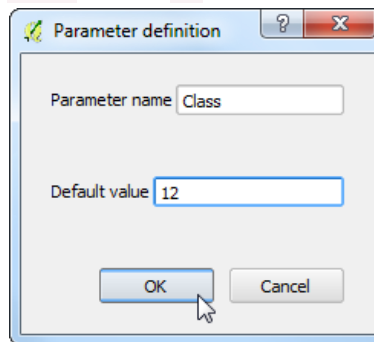 Parameter definition
Parameter name Class
Default value 12
OK Cancel